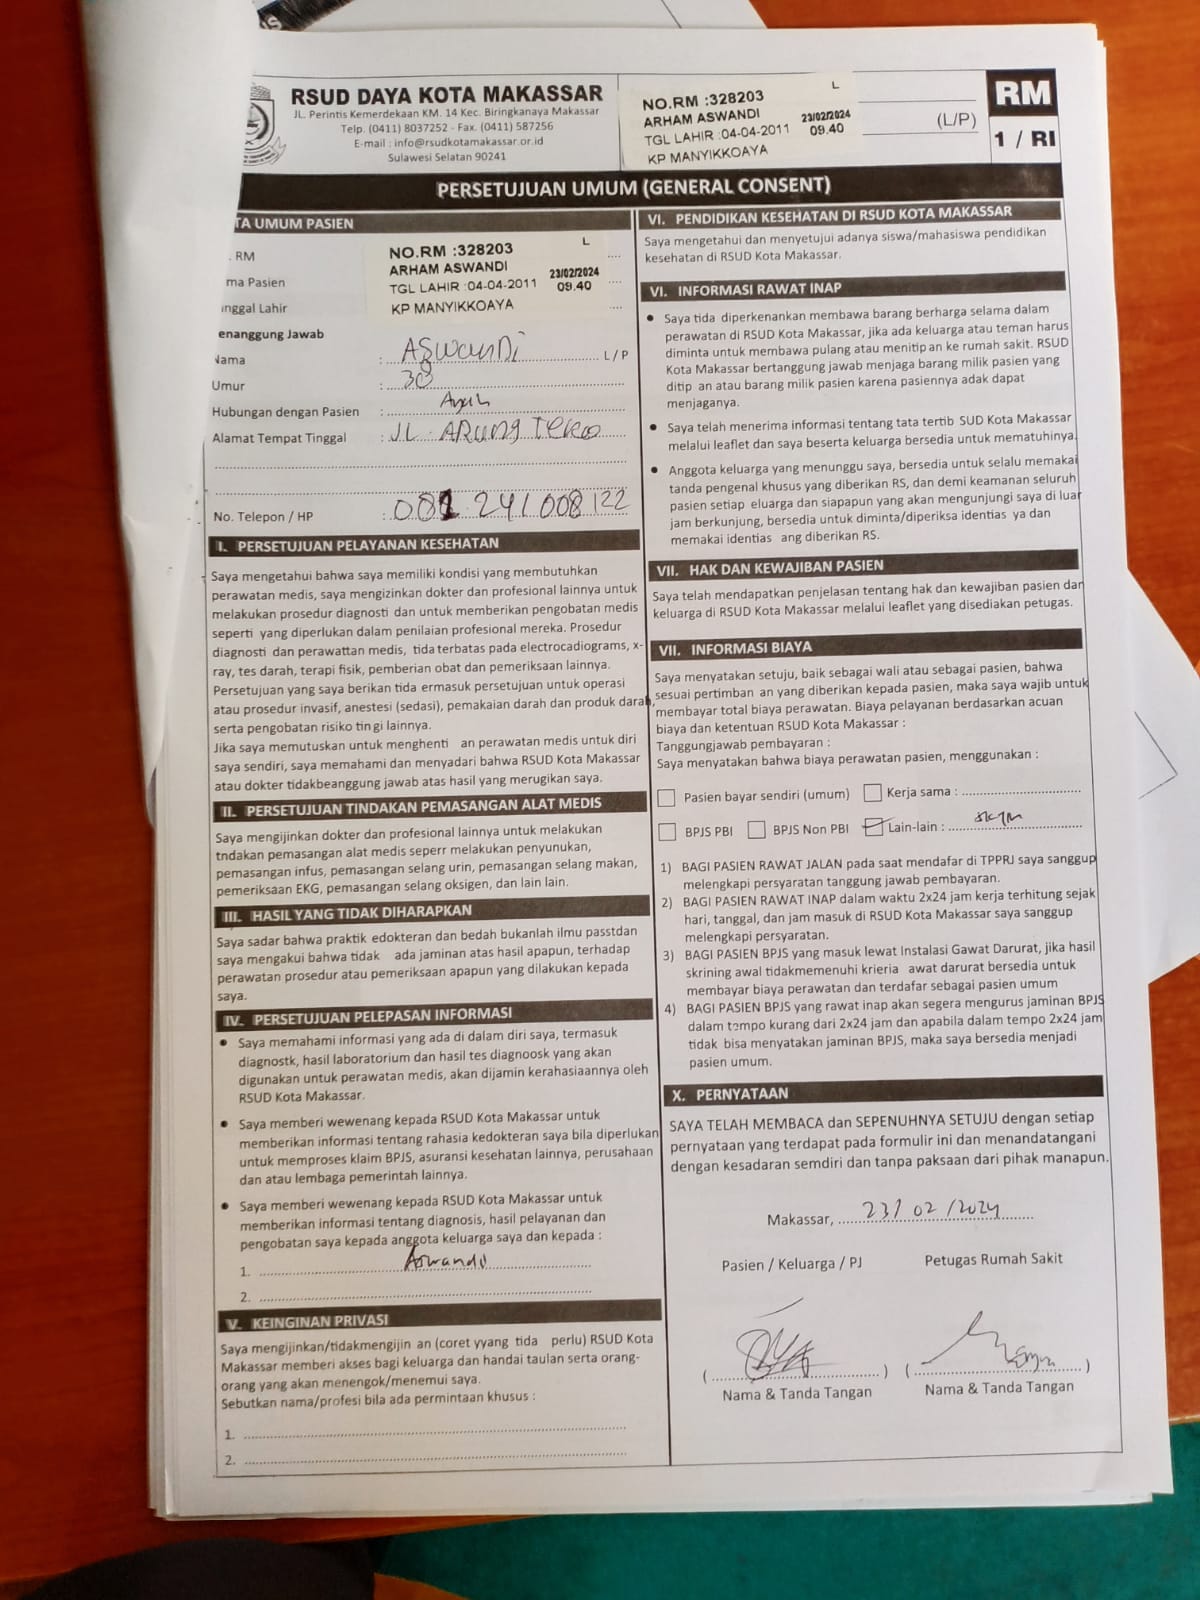 RSUD DAYA KOTA MAKASSAR
JL. Perintis Kemerdekaan KM. 14 Kec. Biringkanaya Makassar
Telp. (0411) 8037252 - Fax. (0411) 587256
E-mail : info@rsudkotamakassar.or.id
Sulawesi Selatan 90241
NO.RM :328203 L
ARHAM ASWANDI 23/02/2024
TGL LAHIR :04-04-2011 09.40
KP MANYIKKOAYA
(L/P)
RM
1 / RI
PERSETUJUAN UMUM (GENERAL CONSENT)
TA UMUM PASIEN
. RM
ma Pasien
nggal Lahir
NO.RM :328203 L
ARHAM ASWANDI 23/02/2024
TGL LAHIR :04-04-2011 09.40
KP MANYIKKOAYA
enanggung Jawab
Nama : ASWANDI L/P
Umur : 38
Hubungan dengan Pasien : Ayah
Alamat Tempat Tinggal : JL. ARUNG TEKO
No. Telepon / HP : 081 241 008 122
I. PERSETUJUAN PELAYANAN KESEHATAN
Saya mengetahui bahwa saya memiliki kondisi yang membutuhkan
perawatan medis, saya mengizinkan dokter dan profesional lainnya untuk
melakukan prosedur diagnosti dan untuk memberikan pengobatan medis
seperti yang diperlukan dalam penilaian profesional mereka. Prosedur
diagnosti dan perawattan medis, tida terbatas pada electrocadiograms, x-
ray, tes darah, terapi fisik, pemberian obat dan pemeriksaan lainnya.
Persetujuan yang saya berikan tida ermasuk persetujuan untuk operasi
atau prosedur invasif, anestesi (sedasi), pemakaian darah dan produk darah,
serta pengobatan risiko tin gi lainnya.
Jika saya memutuskan untuk menghenti an perawatan medis untuk diri
saya sendiri, saya memahami dan menyadari bahwa RSUD Kota Makassar
atau dokter tidakbeanggung jawab atas hasil yang merugikan saya.
II. PERSETUJUAN TINDAKAN PEMASANGAN ALAT MEDIS
Saya mengijinkan dokter dan profesional lainnya untuk melakukan
tndakan pemasangan alat medis seperr melakukan penyunukan,
pemasangan infus, pemasangan selang urin, pemasangan selang makan,
pemeriksaan EKG, pemasangan selang oksigen, dan lain lain.
III. HASIL YANG TIDAK DIHARAPKAN
Saya sadar bahwa praktik edokteran dan bedah bukanlah ilmu passtdan
saya mengakui bahwa tidak ada jaminan atas hasil apapun, terhadap
perawatan prosedur atau pemeriksaan apapun yang dilakukan kepada
saya.
IV. PERSETUJUAN PELEPASAN INFORMASI
• Saya memahami informasi yang ada di dalam diri saya, termasuk
diagnostk, hasil laboratorium dan hasil tes diagnoosk yang akan
digunakan untuk perawatan medis, akan dijamin kerahasiaannya oleh
RSUD Kota Makassar.
• Saya memberi wewenang kepada RSUD Kota Makassar untuk
memberikan informasi tentang rahasia kedokteran saya bila diperlukan
untuk memproses klaim BPJS, asuransi kesehatan lainnya, perusahaan
dan atau lembaga pemerintah lainnya.
• Saya memberi wewenang kepada RSUD Kota Makassar untuk
memberikan informasi tentang diagnosis, hasil pelayanan dan
pengobatan saya kepada anggota keluarga saya dan kepada :
1. Aswandi
2.
V. KEINGINAN PRIVASI
Saya mengijinkan/tidakmengijin an (coret yyang tida perlu) RSUD Kota
Makassar memberi akses bagi keluarga dan handai taulan serta orang-
orang yang akan menengok/menemui saya.
Sebutkan nama/profesi bila ada permintaan khusus :
1.
2.
VI. PENDIDIKAN KESEHATAN DI RSUD KOTA MAKASSAR
Saya mengetahui dan menyetujui adanya siswa/mahasiswa pendidikan
kesehatan di RSUD Kota Makassar.
VI. INFORMASI RAWAT INAP
• Saya tida diperkenankan membawa barang berharga selama dalam
perawatan di RSUD Kota Makassar, jika ada keluarga atau teman harus
diminta untuk membawa pulang atau menitip an ke rumah sakit. RSUD
Kota Makassar bertanggung jawab menjaga barang milik pasien yang
ditip an atau barang milik pasien karena pasiennya adak dapat
menjaganya.
• Saya telah menerima informasi tentang tata tertib SUD Kota Makassar
melalui leaflet dan saya beserta keluarga bersedia untuk mematuhinya.
• Anggota keluarga yang menunggu saya, bersedia untuk selalu memakai
tanda pengenal khusus yang diberikan RS, dan demi keamanan seluruh
pasien setiap eluarga dan siapapun yang akan mengunjungi saya di luar
jam berkunjung, bersedia untuk diminta/diperiksa identias ya dan
memakai identias ang diberikan RS.
VII. HAK DAN KEWAJIBAN PASIEN
Saya telah mendapatkan penjelasan tentang hak dan kewajiban pasien dan
keluarga di RSUD Kota Makassar melalui leaflet yang disediakan petugas.
VII. INFORMASI BIAYA
Saya menyatakan setuju, baik sebagai wali atau sebagai pasien, bahwa
sesuai pertimban an yang diberikan kepada pasien, maka saya wajib untuk
membayar total biaya perawatan. Biaya pelayanan berdasarkan acuan
biaya dan ketentuan RSUD Kota Makassar :
Tanggungjawab pembayaran :
Saya menyatakan bahwa biaya perawatan pasien, menggunakan :
Pasien bayar sendiri (umum) Kerja sama :
BPJS PBI BPJS Non PBI Lain-lain :
1) BAGI PASIEN RAWAT JALAN pada saat mendafar di TPPRJ saya sanggup
melengkapi persyaratan tanggung jawab pembayaran.
2) BAGI PASIEN RAWAT INAP dalam waktu 2x24 jam kerja terhitung sejak
hari, tanggal, dan jam masuk di RSUD Kota Makassar saya sanggup
melengkapi persyaratan.
3) BAGI PASIEN BPJS yang masuk lewat Instalasi Gawat Darurat, jika hasil
skrining awal tidakmemenuhi krieria awat darurat bersedia untuk
membayar biaya perawatan dan terdafar sebagai pasien umum
4) BAGI PASIEN BPJS yang rawat inap akan segera mengurus jaminan BPJS
dalam tempo kurang dari 2x24 jam dan apabila dalam tempo 2x24 jam
tidak bisa menyatakan jaminan BPJS, maka saya bersedia menjadi
pasien umum.
X. PERNYATAAN
SAYA TELAH MEMBACA dan SEPENUHNYA SETUJU dengan setiap
pernyataan yang terdapat pada formulir ini dan menandatangani
dengan kesadaran semdiri dan tanpa paksaan dari pihak manapun.
Makassar, 23/02/2024
Pasien / Keluarga / PJ Petugas Rumah Sakit
( ) ( )
Nama & Tanda Tangan Nama & Tanda Tangan